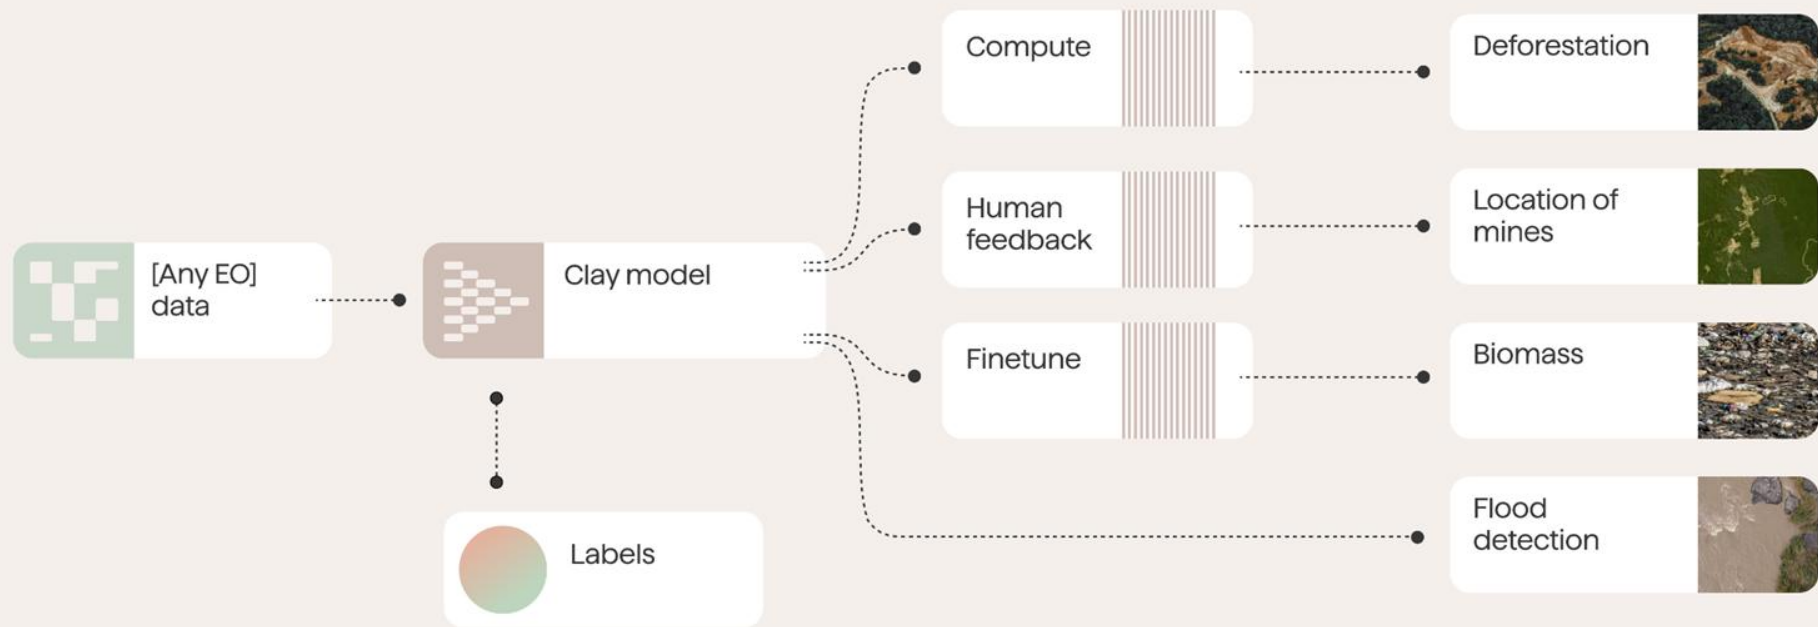 [Any EO]
data
Clay model
Labels
Compute
Human
feedback
Finetune
Deforestation
Location of
mines
Biomass
Flood
detection